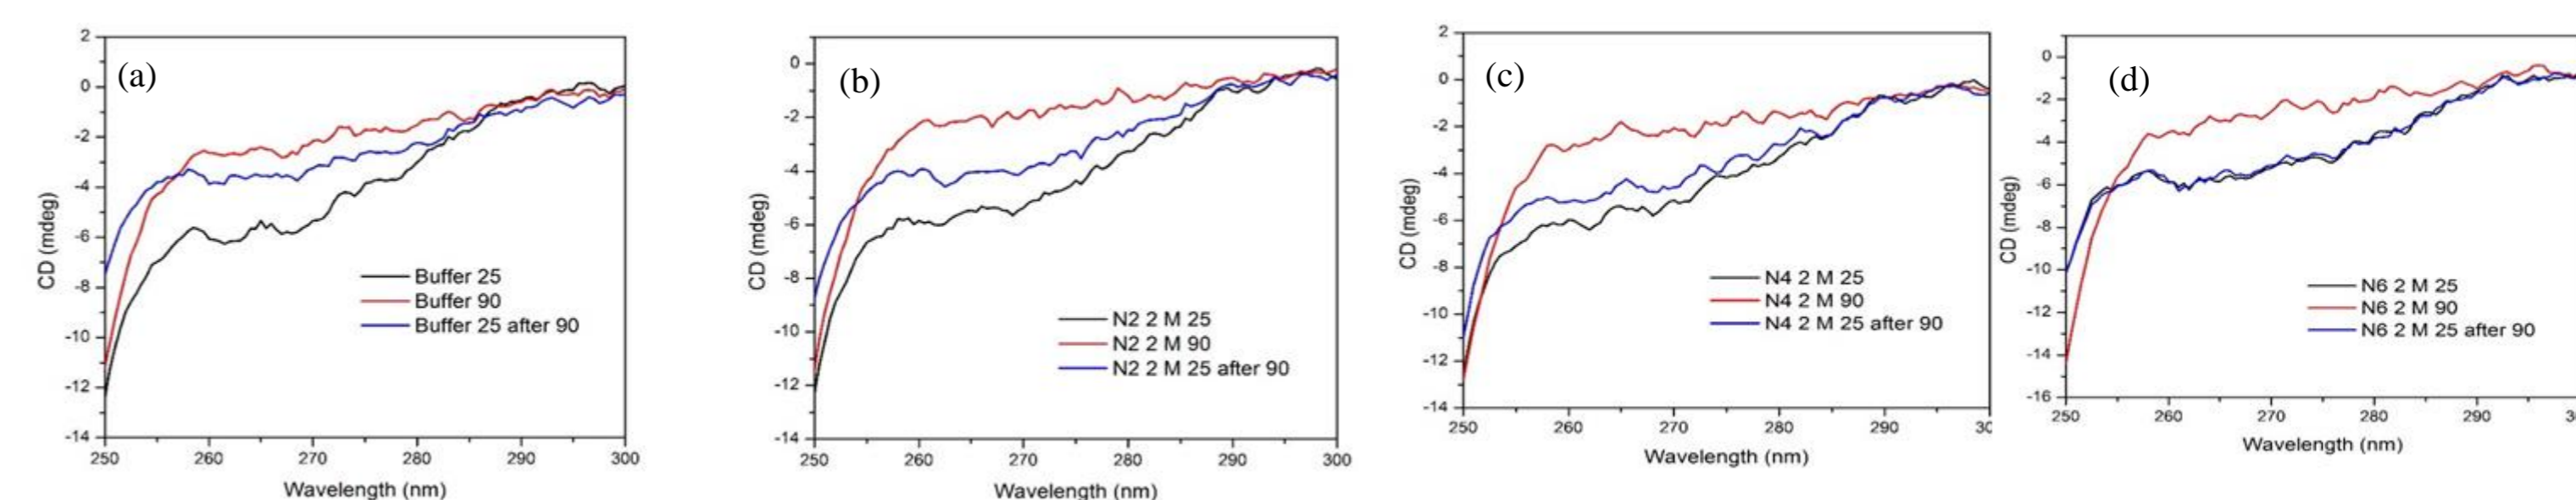 (a)
2
0
-2
-4
-6
-8
-10
-12
-14
CD (mdeg)
Buffer 25
Buffer 90
Buffer 25 after 90
250 260 270 280 290 300
Wavelength (nm)
(b)
0
-2
-4
-6
-8
-10
-12
-14
CD (mdeg)
N2 2 M 25
N2 2 M 90
N2 2 M 25 after 90
250 260 270 280 290 300
Wavelength (nm)
(c)
2
0
-2
-4
-6
-8
-10
-12
-14
CD (mdeg)
N4 2 M 25
N4 2 M 90
N4 2 M 25 after 90
250 260 270 280 290
Wavelength (nm)
(d)
0
-2
-4
-6
-8
-10
-12
-14
-16
CD (mdeg)
N6 2 M 25
N6 2 M 90
N6 2 M 25 after 90
250 260 270 280 290
Wavelength (nm)